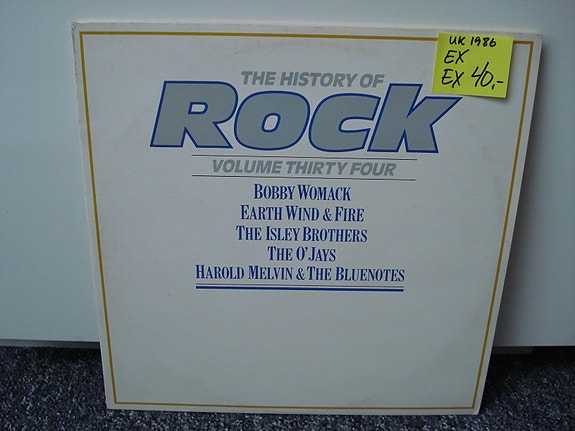 UK 1986
EX
EX 40,-
THE HISTORY OF
ROCK
VOLUME THIRTY FOUR
BOBBY WOMACK
EARTH WIND & FIRE
THE ISLEY BROTHERS
THE O'JAYS
HAROLD MELVIN & THE BLUENOTES